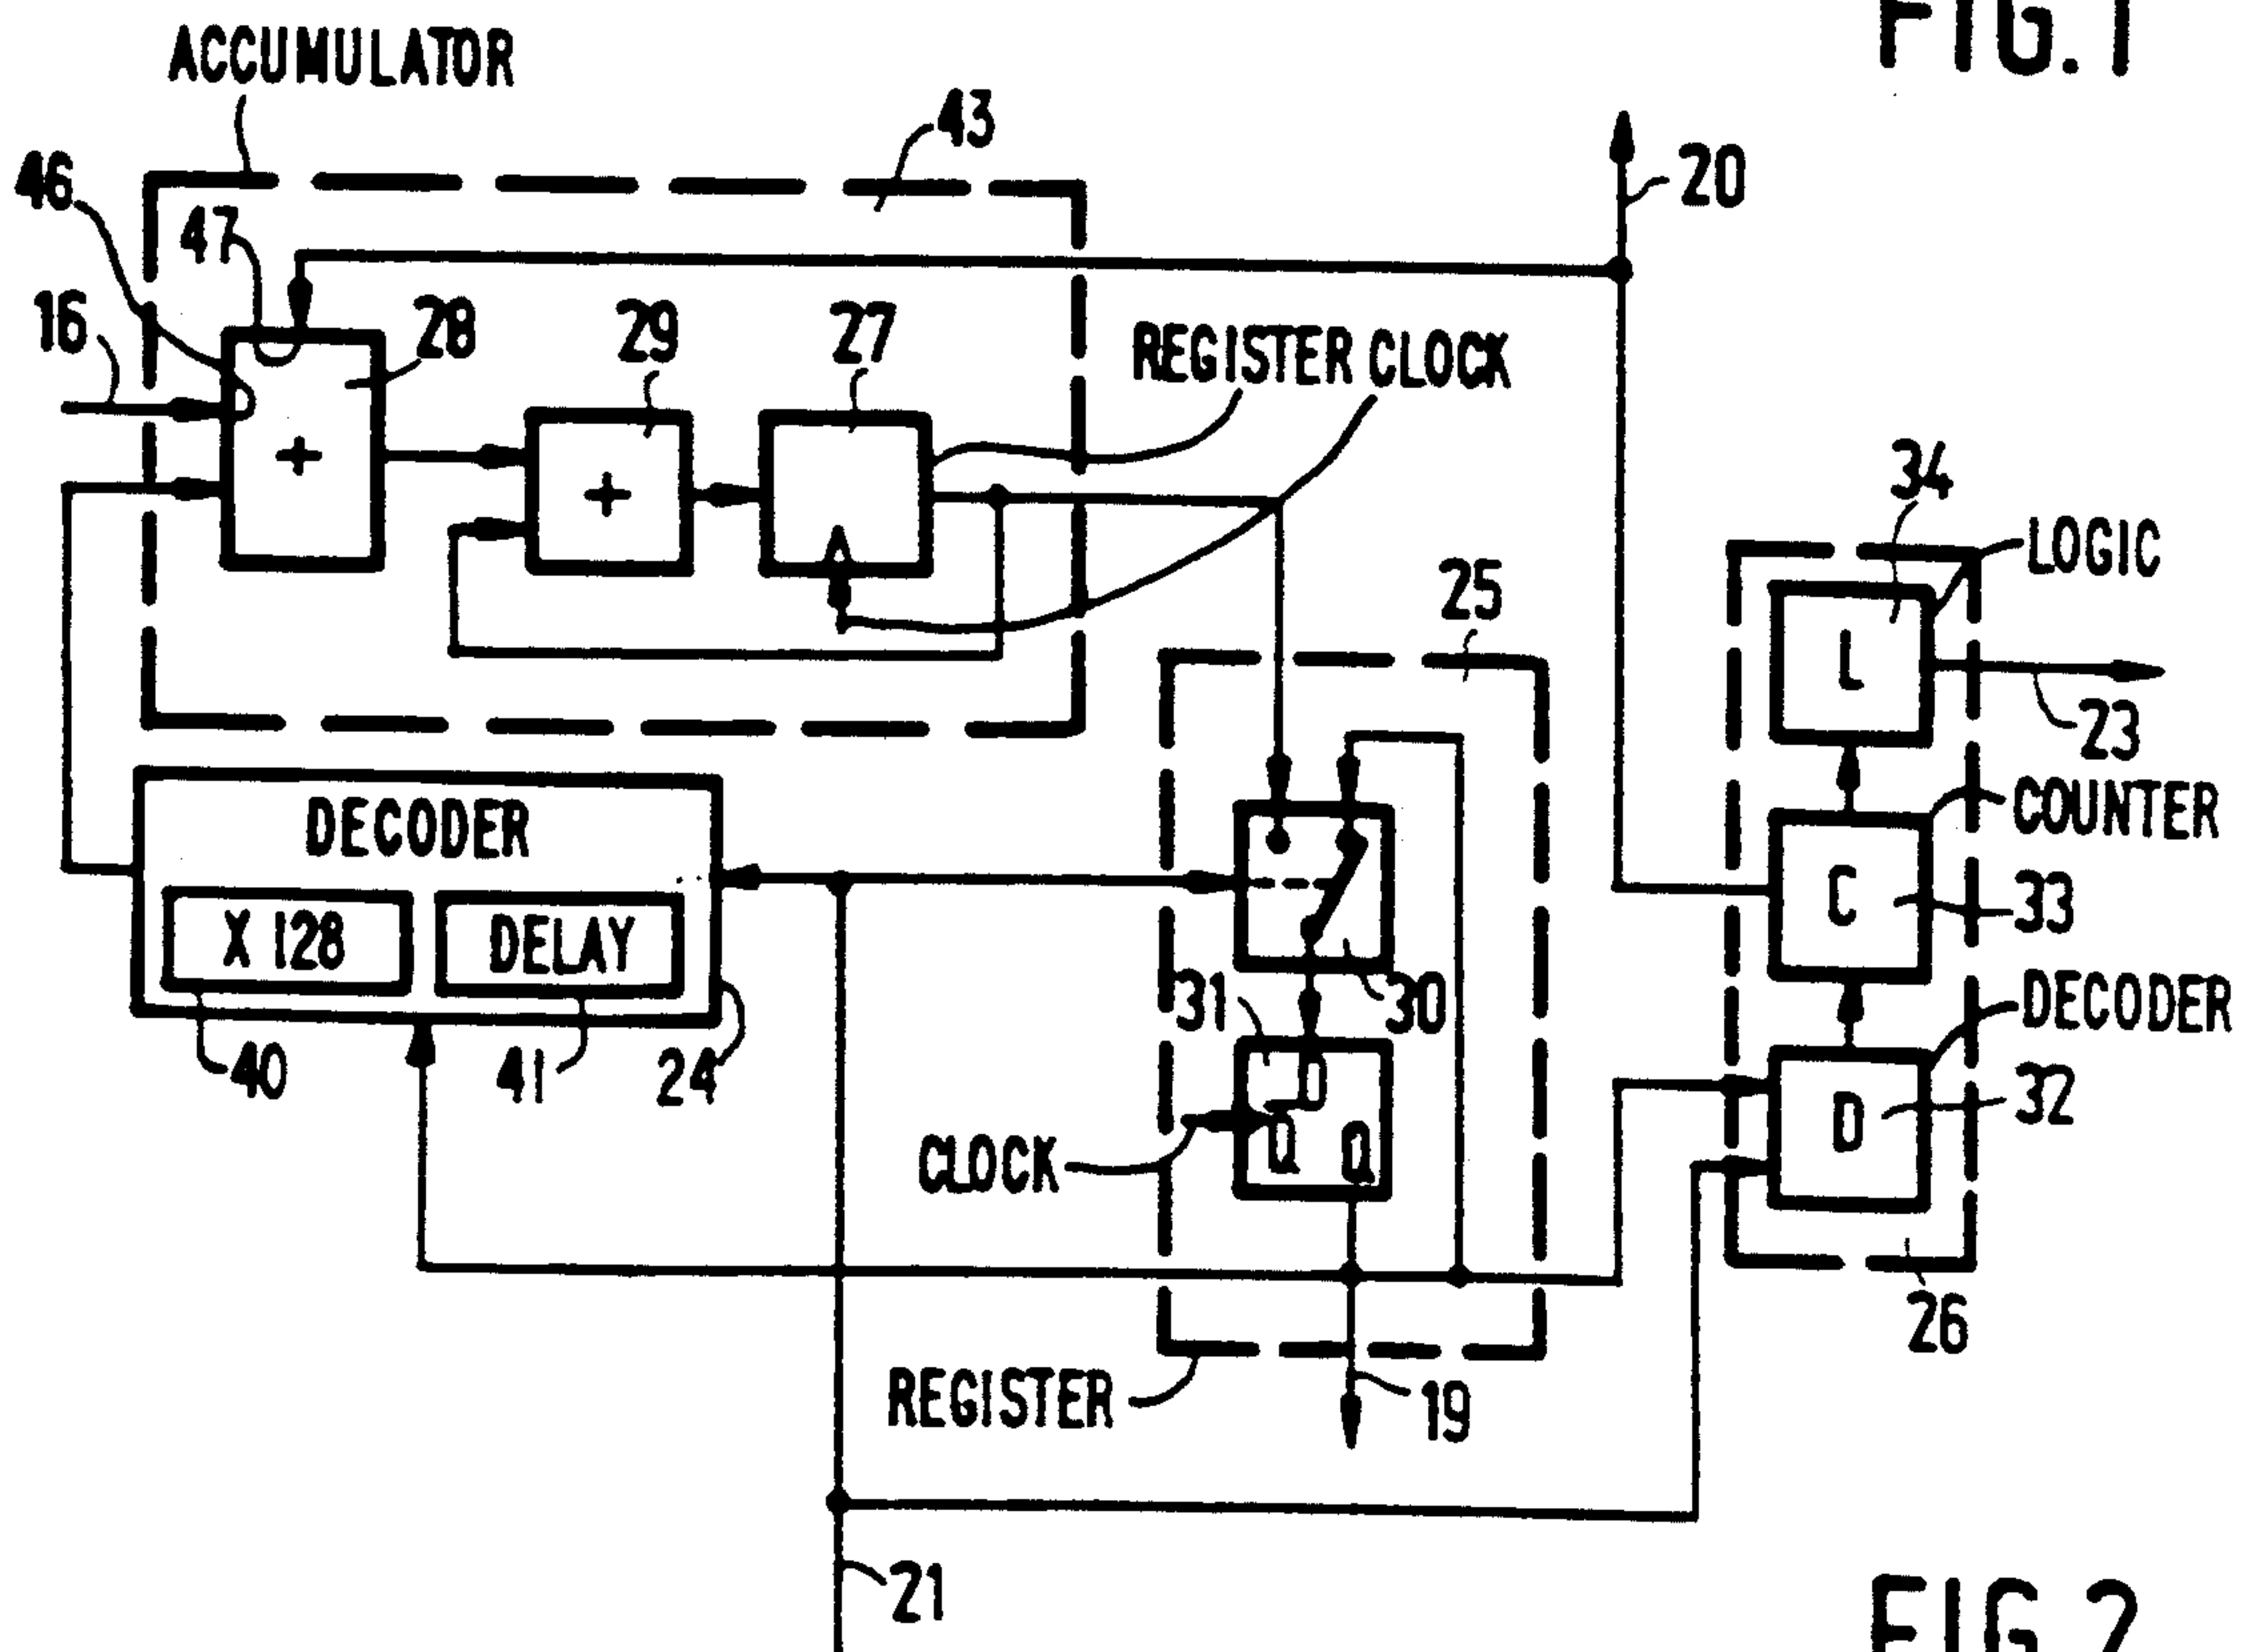 FIG. 1
ACCUMULATOR
43
46
20
47
16
28
29
27
REGISTER CLOCK
+
+
34
LOGIC
25
L
23
DECODER
COUNTER
C
33
X 128
DELAY
31
30
DECODER
40
41
24
D
D
32
CLOCK
Q
26
REGISTER
19
21
FIG. 2